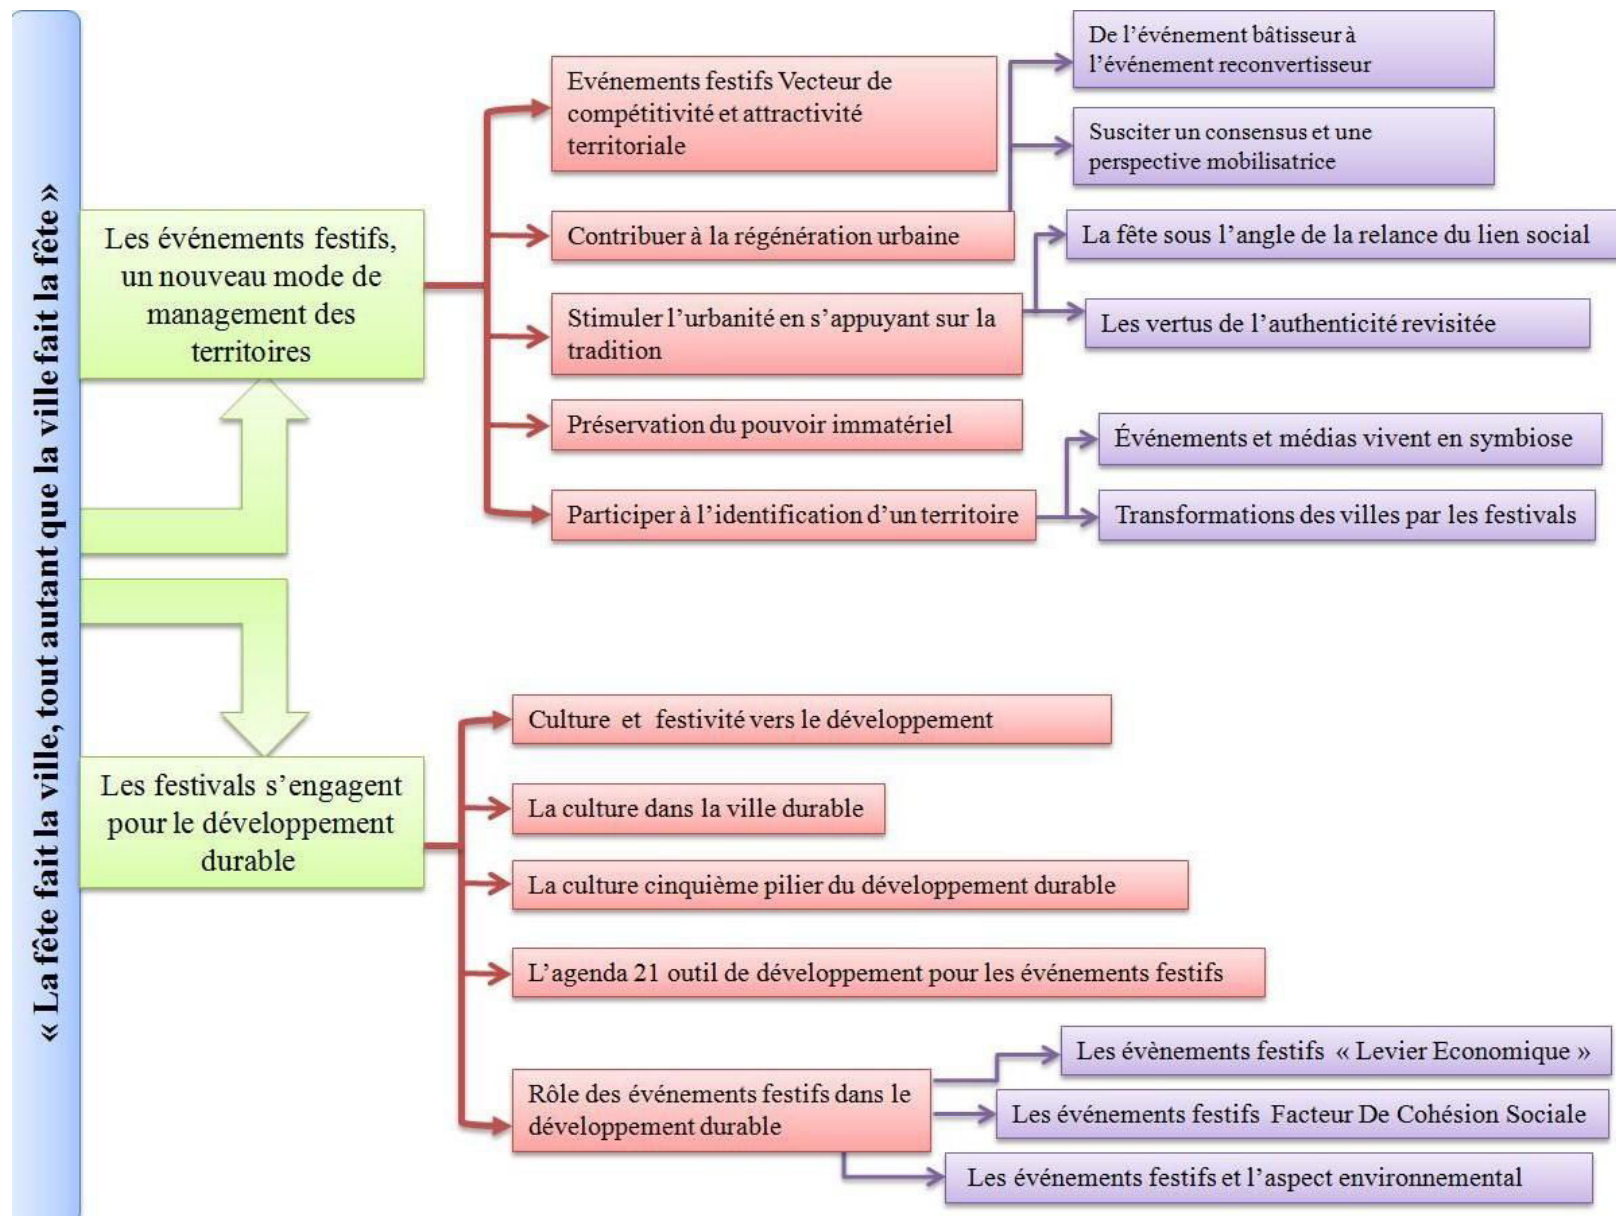 « La fête fait la ville, tout autant que la ville fait la fête »
Les événements festifs,
un nouveau mode de
management des
territoires
Evénements festifs Vecteur de
compétitivité et attractivité
territoriale
Contribuer à la régénération urbaine
De l’événement bâtisseur à
l’événement reconvertisseur
Susciter un consensus et une
perspective mobilisatrice
Stimuler l’urbanité en s’appuyant sur la
tradition
La fête sous l’angle de la relance du lien social
Les vertus de l’authenticité revisitée
Préservation du pouvoir immatériel
Participer à l’identification d’un territoire
Événements et médias vivent en symbiose
Transformations des villes par les festivals
Les festivals s’engagent
pour le développement
durable
Culture et festivité vers le développement
La culture dans la ville durable
La culture cinquième pilier du développement durable
L’agenda 21 outil de développement pour les événements festifs
Rôle des événements festifs dans le
développement durable
Les évènements festifs « Levier Economique »
Les événements festifs Facteur De Cohésion Sociale
Les événements festifs et l’aspect environnemental